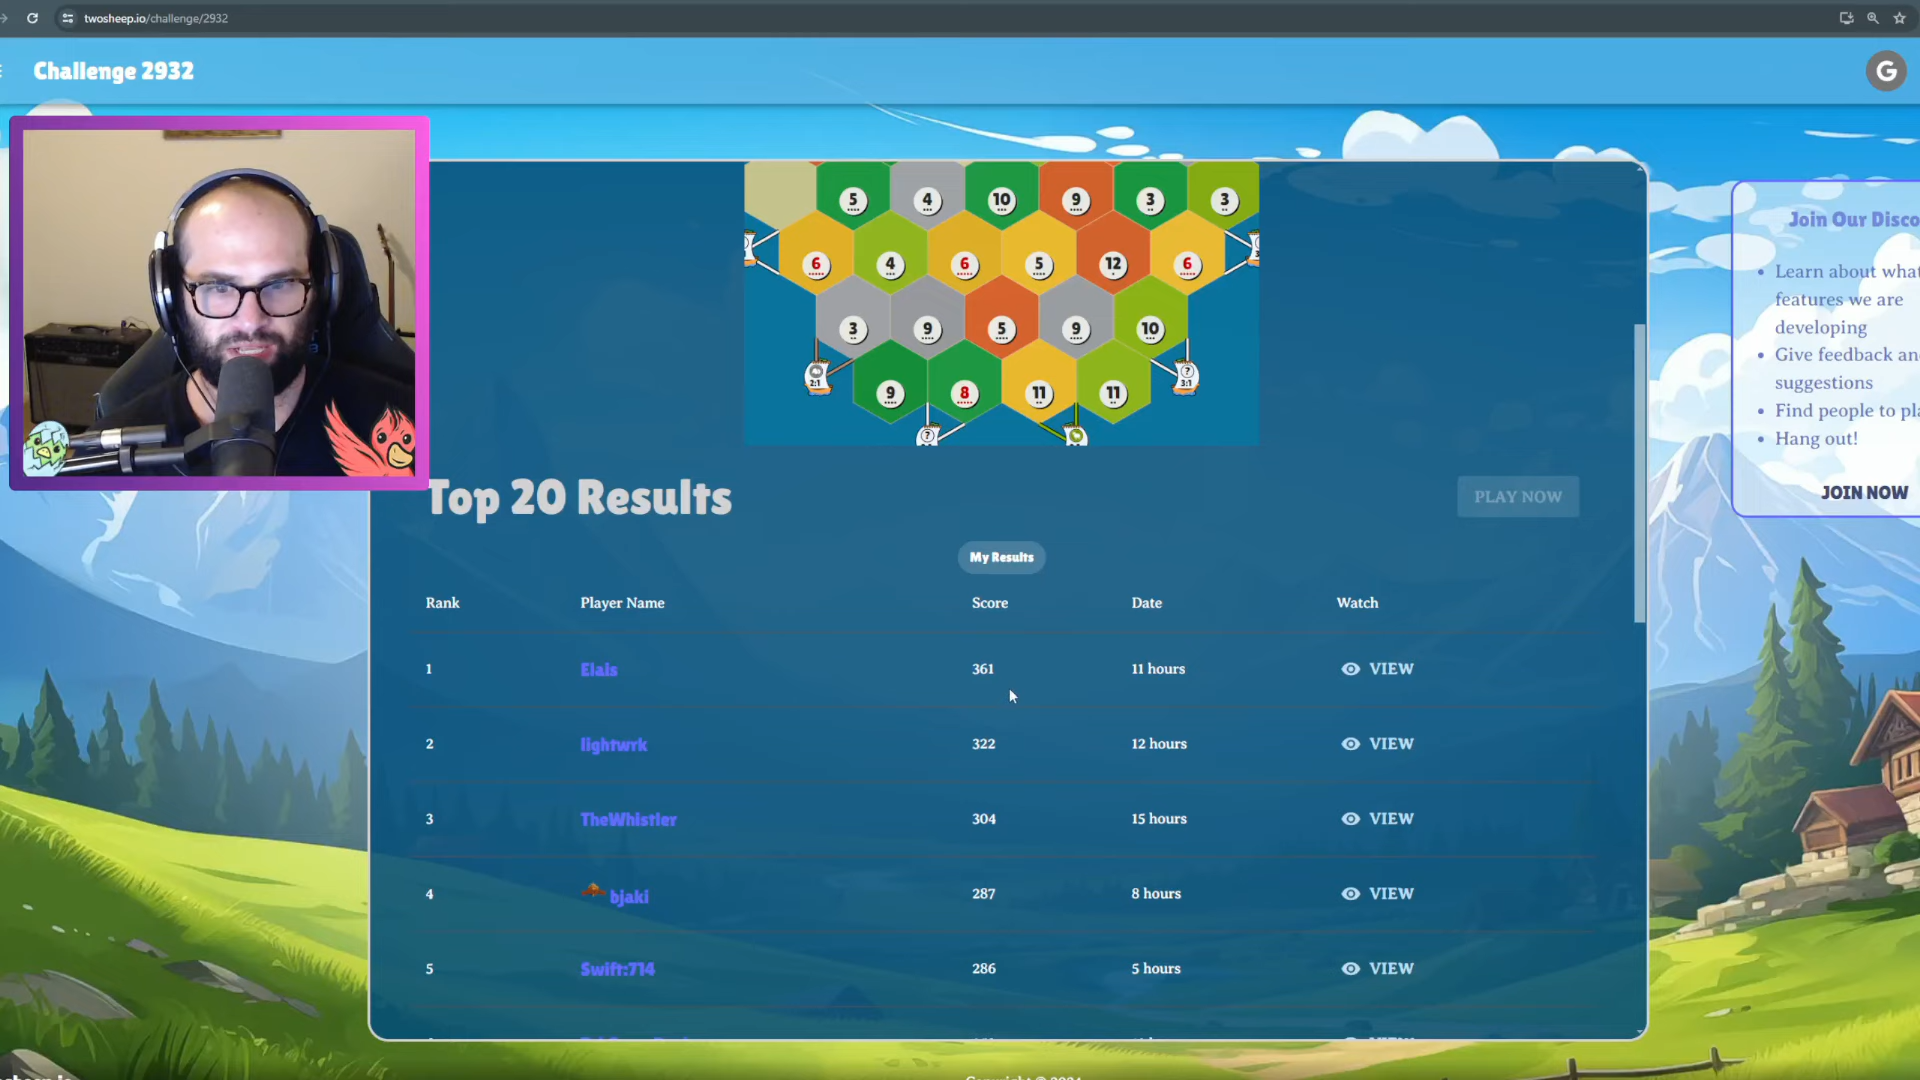 twosheep.io/challenge/2932
Challenge 2932
G
5 4 10 9 3 3
6 4 6 5 12 6
3 9 5 9 10
2:1
? 3:1
9 8 11 11
?
Join Our Disco
Learn about what
features we are
developing
Give feedback an
suggestions
Find people to pla
Hang out!
JOIN NOW
Top 20 Results
PLAY NOW
My Results
Rank Player Name Score Date Watch
1 Elais 361 11 hours VIEW
2 lightwrk 322 12 hours VIEW
3 TheWhistler 304 15 hours VIEW
4 bjaki 287 8 hours VIEW
5 Swift:714 286 5 hours VIEW